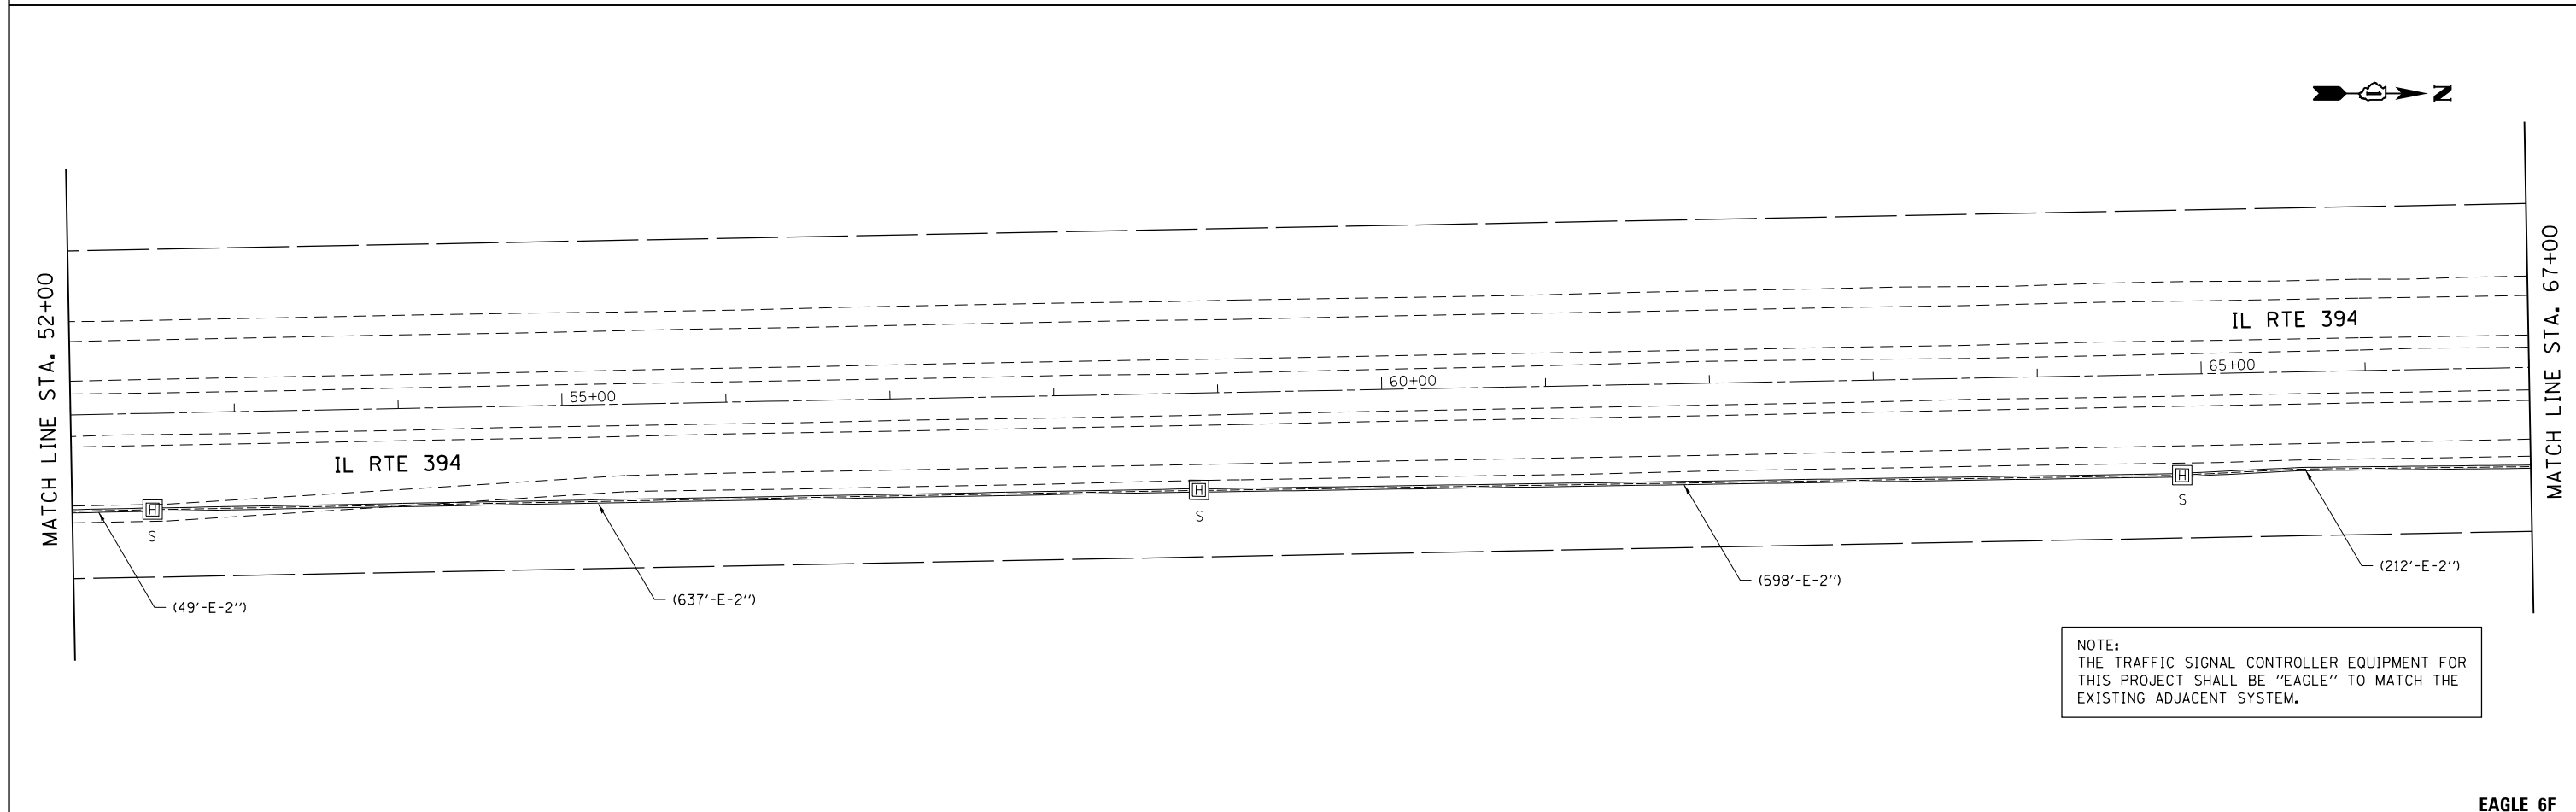 N
MATCH LINE STA. 52+00
MATCH LINE STA. 67+00
IL RTE 394
65+00
60+00
55+00
IL RTE 394
H
S
H
S
H
S
(49'-E-2")
(637'-E-2")
(598'-E-2")
(212'-E-2")
NOTE:
THE TRAFFIC SIGNAL CONTROLLER EQUIPMENT FOR
THIS PROJECT SHALL BE "EAGLE" TO MATCH THE
EXISTING ADJACENT SYSTEM.
EAGLE 6F